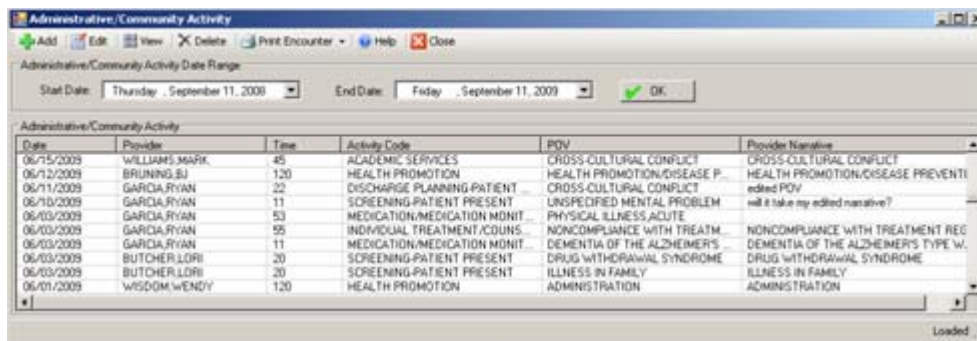 Administrative/Community Activity
Add Edit View Delete Print Encounter Help Close
Administrative/Community Activity Date Range
Start Date: Thursday , September 11, 2008 End Date: Friday , September 11, 2009 OK
Administrative/Community Activity
Date Provider Time Activity Code POV Provider Narrative
06/15/2009 WILLIAMS,MARK 45 ACADEMIC SERVICES CROSS-CULTURAL CONFLICT CROSS-CULTURAL CONFLICT
06/12/2009 BRUNING,BJ 120 HEALTH PROMOTION HEALTH PROMOTION/DISEASE P... HEALTH PROMOTION/DISEASE PREVENTI
06/11/2009 GARCIA,RYAN 22 DISCHARGE PLANNING-PATIENT ... CROSS-CULTURAL CONFLICT edited POV
06/10/2009 GARCIA,RYAN 11 SCREENING-PATIENT PRESENT UNSPECIFIED MENTAL PROBLEM will it take my edited narrative?
06/03/2009 GARCIA,RYAN 53 MEDICATION/MEDICATION MONIT... PHYSICAL ILLNESS,ACUTE
06/03/2009 GARCIA,RYAN 55 INDIVIDUAL TREATMENT/COUNS... NONCOMPLIANCE WITH TREATM... NONCOMPLIANCE WITH TREATMENT REG
06/03/2009 GARCIA,RYAN 11 MEDICATION/MEDICATION MONIT... DEMENTIA OF THE ALZHEIMER'S ... DEMENTIA OF THE ALZHEIMER'S TYPE W.
06/03/2009 BUTCHER,LORI 20 SCREENING-PATIENT PRESENT DRUG WITHDRAWAL SYNDROME DRUG WITHDRAWAL SYNDROME
06/03/2009 BUTCHER,LORI 20 SCREENING-PATIENT PRESENT ILLNESS IN FAMILY ILLNESS IN FAMILY
06/01/2009 WISDOM,WENDY 120 HEALTH PROMOTION ADMINISTRATION ADMINISTRATION
Loaded